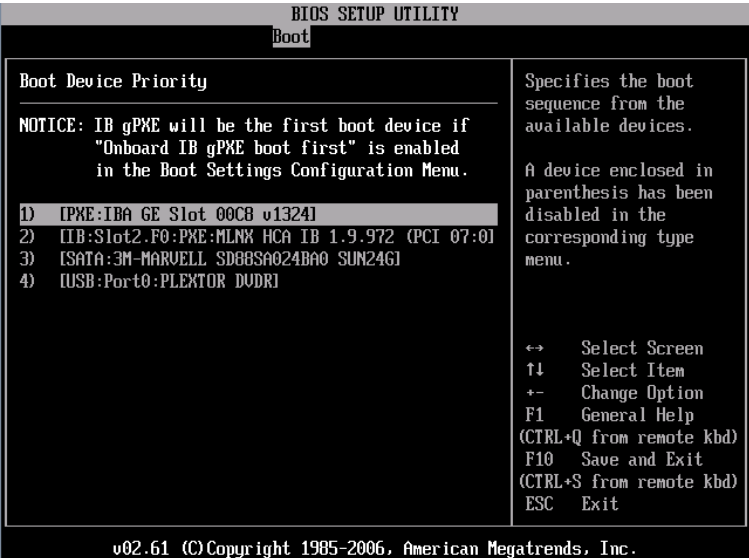 BIOS SETUP UTILITY
Boot
Boot Device Priority
NOTICE: IB gPXE will be the first boot device if
"Onboard IB gPXE boot first" is enabled
in the Boot Settings Configuration Menu.
1) [PXE:IBA GE Slot 00C8 v1324]
2) [IB:Slot2.F0:PXE:MLNX HCA IB 1.9.972 (PCI 07:0]
3) [SATA:3M-MARVELL SD88SA024BA0 SUN24G]
4) [USB:Port0:PLEXTOR DVDR]
Specifies the boot
sequence from the
available devices.
A device enclosed in
parenthesis has been
disabled in the
corresponding type
menu.
↔ Select Screen
↑↓ Select Item
+- Change Option
F1 General Help
(CTRL+Q from remote kbd)
F10 Save and Exit
(CTRL+S from remote kbd)
ESC Exit
v02.61 (C)Copyright 1985-2006, American Megatrends, Inc.